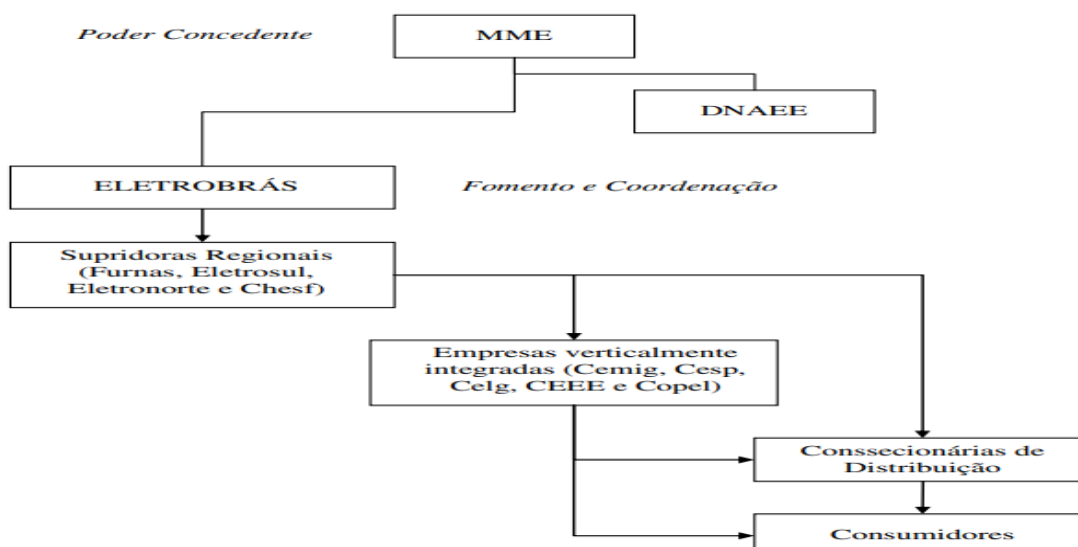 Poder Concedente
MME
DNAEE
ELETROBRÁS
Fomento e Coordenação
Supridoras Regionais
(Furnas, Eletrosul,
Eletronorte e Chesf)
Empresas verticalmente
integradas (Cemig, Cesp,
Celg, CEEE e Copel)
Conssecionárias de
Distribuição
Consumidores